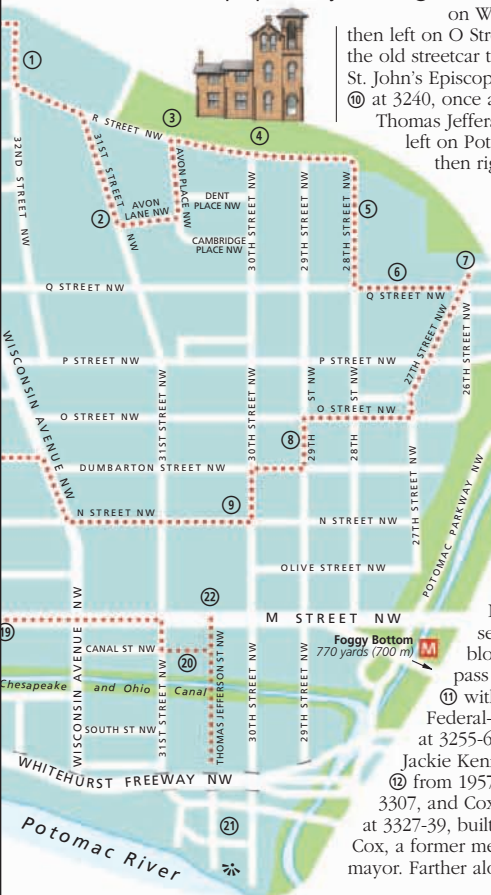 on W
then left on O Stre
the old streetcar t
St. John's Episcop
⑩ at 3240, once a
Thomas Jeffers
left on Pot
then rig
①
R STREET NW
③
④
32ND STREET NW
31ST STREET NW
②
AVON LANE NW
AVON PLACE NW
DENT PLACE NW
CAMBRIDGE PLACE NW
30TH STREET NW
29TH STREET NW
28TH STREET NW
⑤
⑥
⑦
Q STREET NW
Q STREET NW
27TH STREET NW
26TH STREET NW
WISCONSIN AVENUE NW
P STREET NW
P STREET NW
O STREET NW
O STREET NW
31ST STREET NW
30TH STREET NW
29TH ST NW
28TH ST NW
⑧
DUMBARTON STREET NW
⑨
N STREET NW
N STREET NW
27TH STREET NW
OLIVE STREET NW
POTOMAC PARKWAY NW
㉒
M STREET NW
⑲
WISCONSIN AVENUE NW
CANAL ST NW
⑳
31ST STREET NW
THOMAS JEFFERSON ST NW
30TH STREET NW
29TH STREET NW
Foggy Bottom
770 yards (700 m)
M
Chesapeake and Ohio Canal
SOUTH ST NW
WHITEHURST FREEWAY NW
㉑
Potomac River
se
blo
pass
⑪ with
Federal-
at 3255-6
Jackie Kenn
⑫ from 1957
3307, and Cox
at 3327-39, built
Cox, a former me
mayor. Farther alo